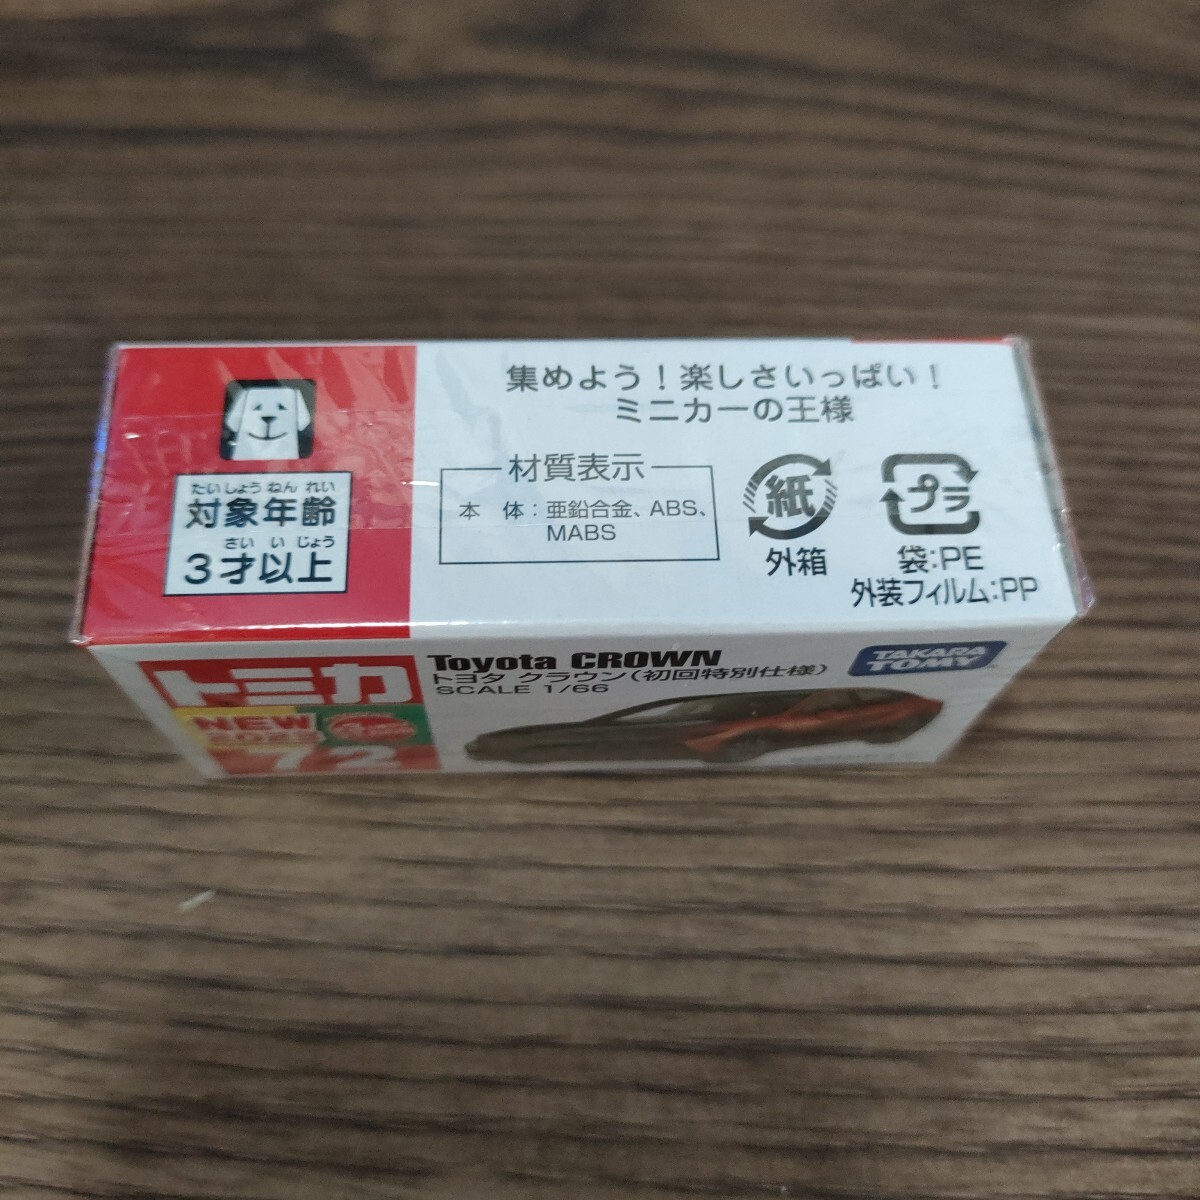 集めよう！楽しさいっぱい！
ミニカーの王様
たいしょう ねん れい
対象年齢
さい い じょう
3才以上
材質表示
本 体：亜鉛合金、ABS、
MABS
紙
外箱
プラ
袋:PE
外装フィルム:PP
トミカ
NEW
72
Toyota CROWN
トヨタ クラウン(初回特別仕様)
SCALE 1/66
TAKARA
TOMY